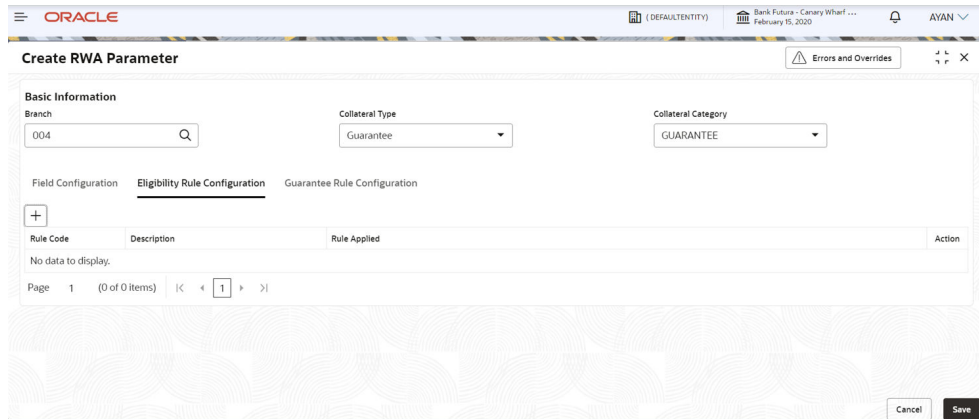 ORACLE
( DEFAULTENTITY)
Bank Futura - Canary Wharf ...
February 15, 2020
AYAN
Create RWA Parameter
Errors and Overrides
Basic Information
Branch
Collateral Type
Collateral Category
004
Guarantee
GUARANTEE
Field Configuration
Eligibility Rule Configuration
Guarantee Rule Configuration
Rule Code
Description
Rule Applied
Action
No data to display.
Page 1 (0 of 0 items) 1
Cancel
Save